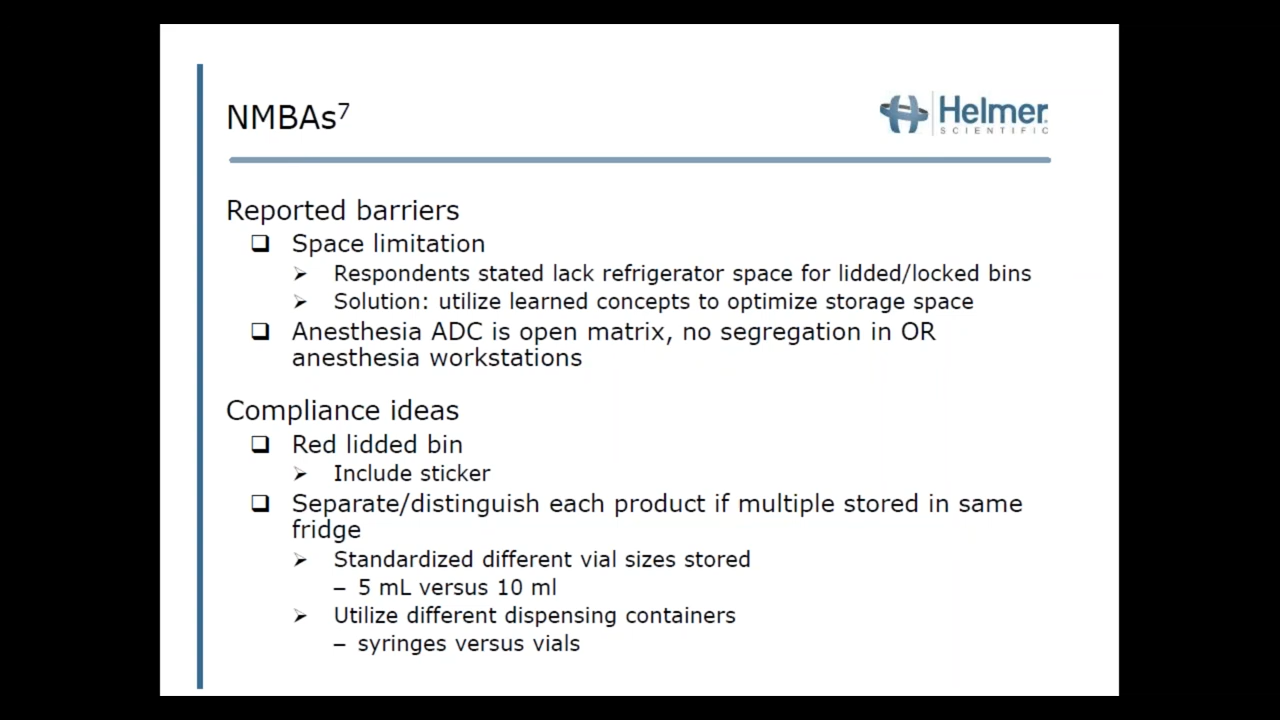 NMBAs7
Helmer
SCIENTIFIC
Reported barriers
Space limitation
Respondents stated lack refrigerator space for lidded/locked bins
Solution: utilize learned concepts to optimize storage space
Anesthesia ADC is open matrix, no segregation in OR
anesthesia workstations
Compliance ideas
Red lidded bin
Include sticker
Separate/distinguish each product if multiple stored in same
fridge
Standardized different vial sizes stored
– 5 mL versus 10 ml
Utilize different dispensing containers
– syringes versus vials